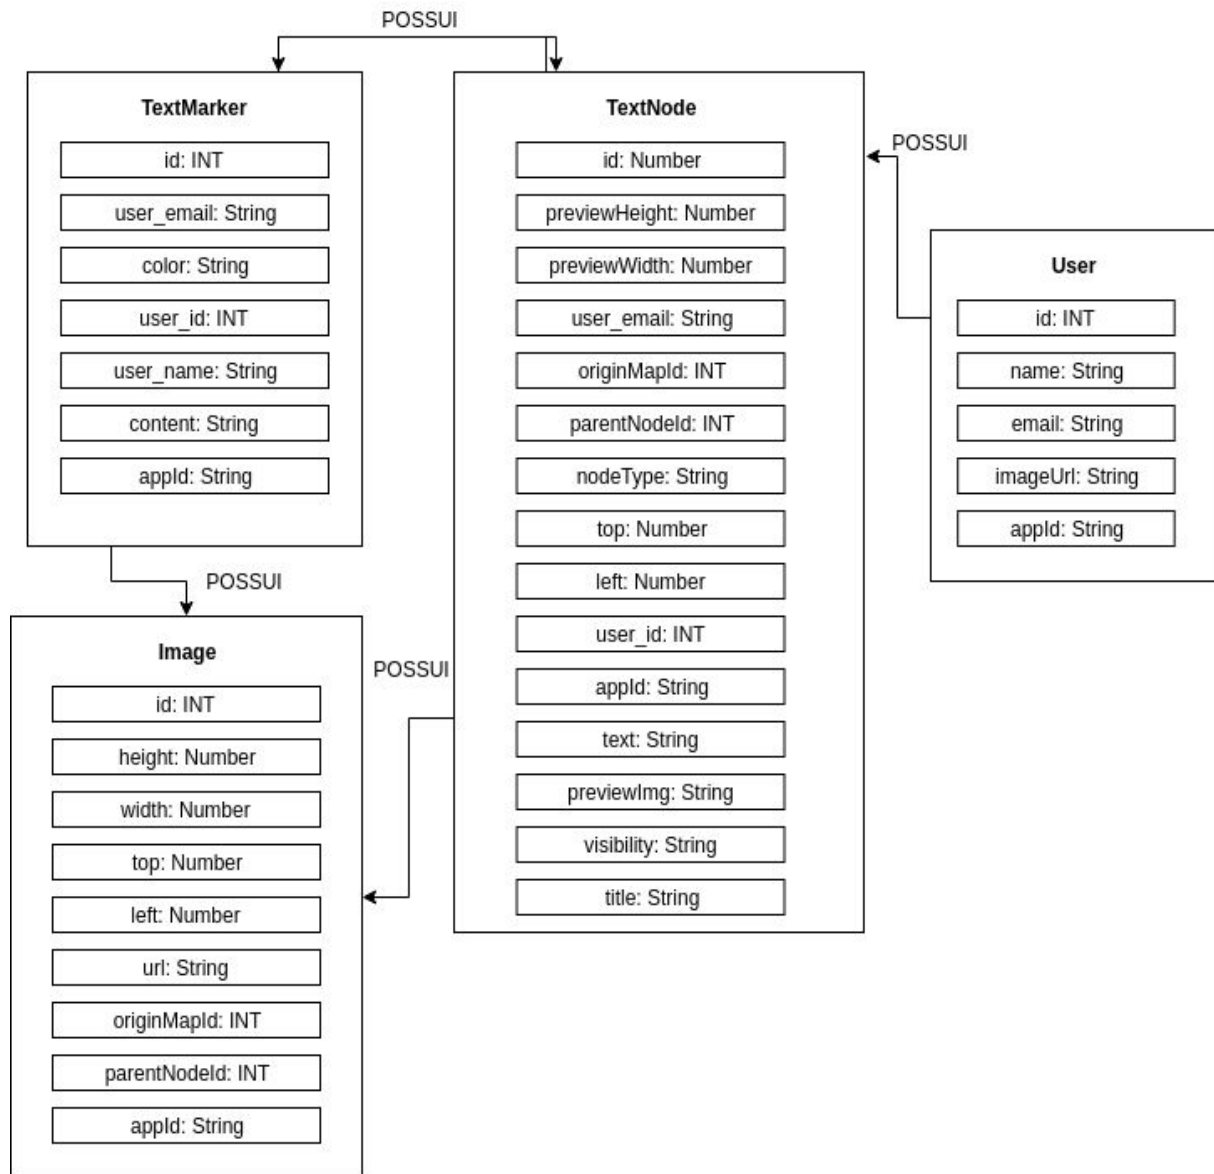 POSSUI
TextMarker
id: INT
user_email: String
color: String
user_id: INT
user_name: String
content: String
appId: String
TextNode
id: Number
previewHeight: Number
previewWidth: Number
user_email: String
originMapId: INT
parentNodeId: INT
nodeType: String
top: Number
left: Number
user_id: INT
appId: String
text: String
previewImg: String
visibility: String
title: String
POSSUI
User
id: INT
name: String
email: String
imageUrl: String
appId: String
POSSUI
Image
id: INT
height: Number
width: Number
top: Number
left: Number
url: String
originMapId: INT
parentNodeId: INT
appId: String
POSSUI